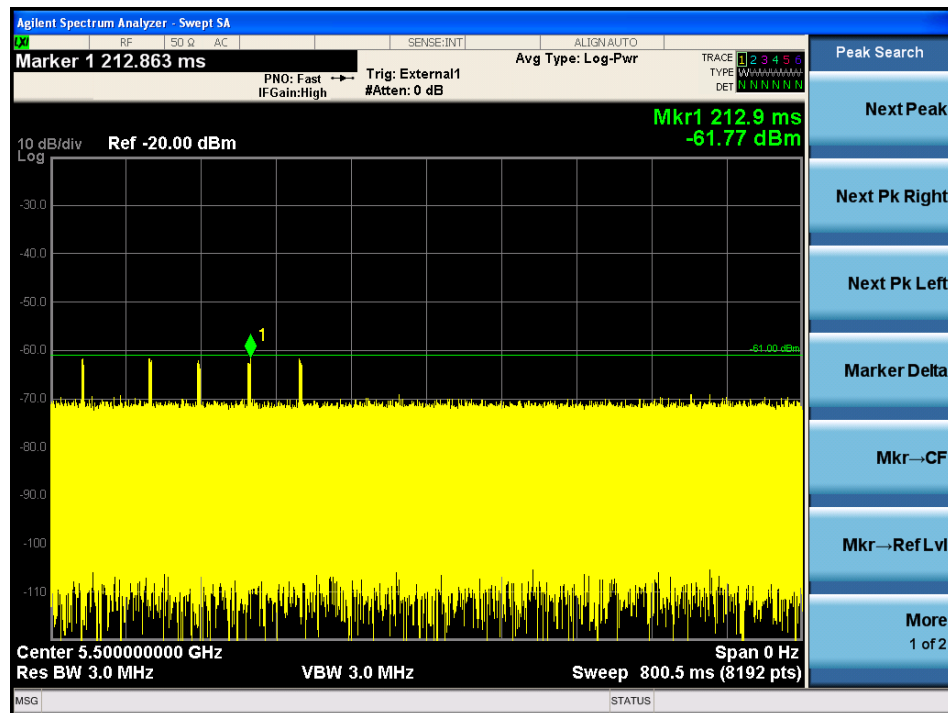 Agilent Spectrum Analyzer - Swept SA
LXI RF 50 Ω AC SENSE:INT ALIGNAUTO
Marker 1 212.863 ms
PNO: Fast
IFGain:High
Trig: External1
#Atten: 0 dB
Avg Type: Log-Pwr
TRACE 1 2 3 4 5 6
TYPE W
DET N N N N N N
Mkr1 212.9 ms
-61.77 dBm
10 dB/div Ref -20.00 dBm
Log
-30.0
-40.0
-50.0
1
-60.0
-61.00 dBm
-70.0
-80.0
-90.0
-100
-110
Center 5.500000000 GHz Span 0 Hz
Res BW 3.0 MHz VBW 3.0 MHz Sweep 800.5 ms (8192 pts)
MSG STATUS
Peak Search
Next Peak
Next Pk Right
Next Pk Left
Marker Delta
Mkr→CF
Mkr→Ref Lvl
More
1 of 2